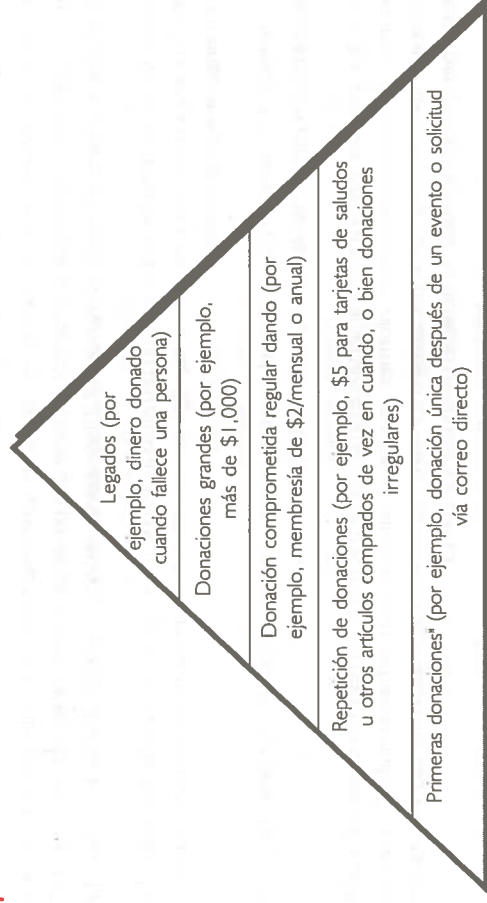 Legados (por
ejemplo, dinero donado
cuando fallece una persona)
Donaciones grandes (por ejemplo,
más de $1,000)
Donación comprometida regular dando (por
ejemplo, membresía de $2/mensual o anual)
Repetición de donaciones (por ejemplo, $5 para tarjetas de saludos
u otros artículos comprados de vez en cuando, o bien donaciones
irregulares)
Primeras donaciones" (por ejemplo, donación única después de un evento o solicitud
vía correo directo)